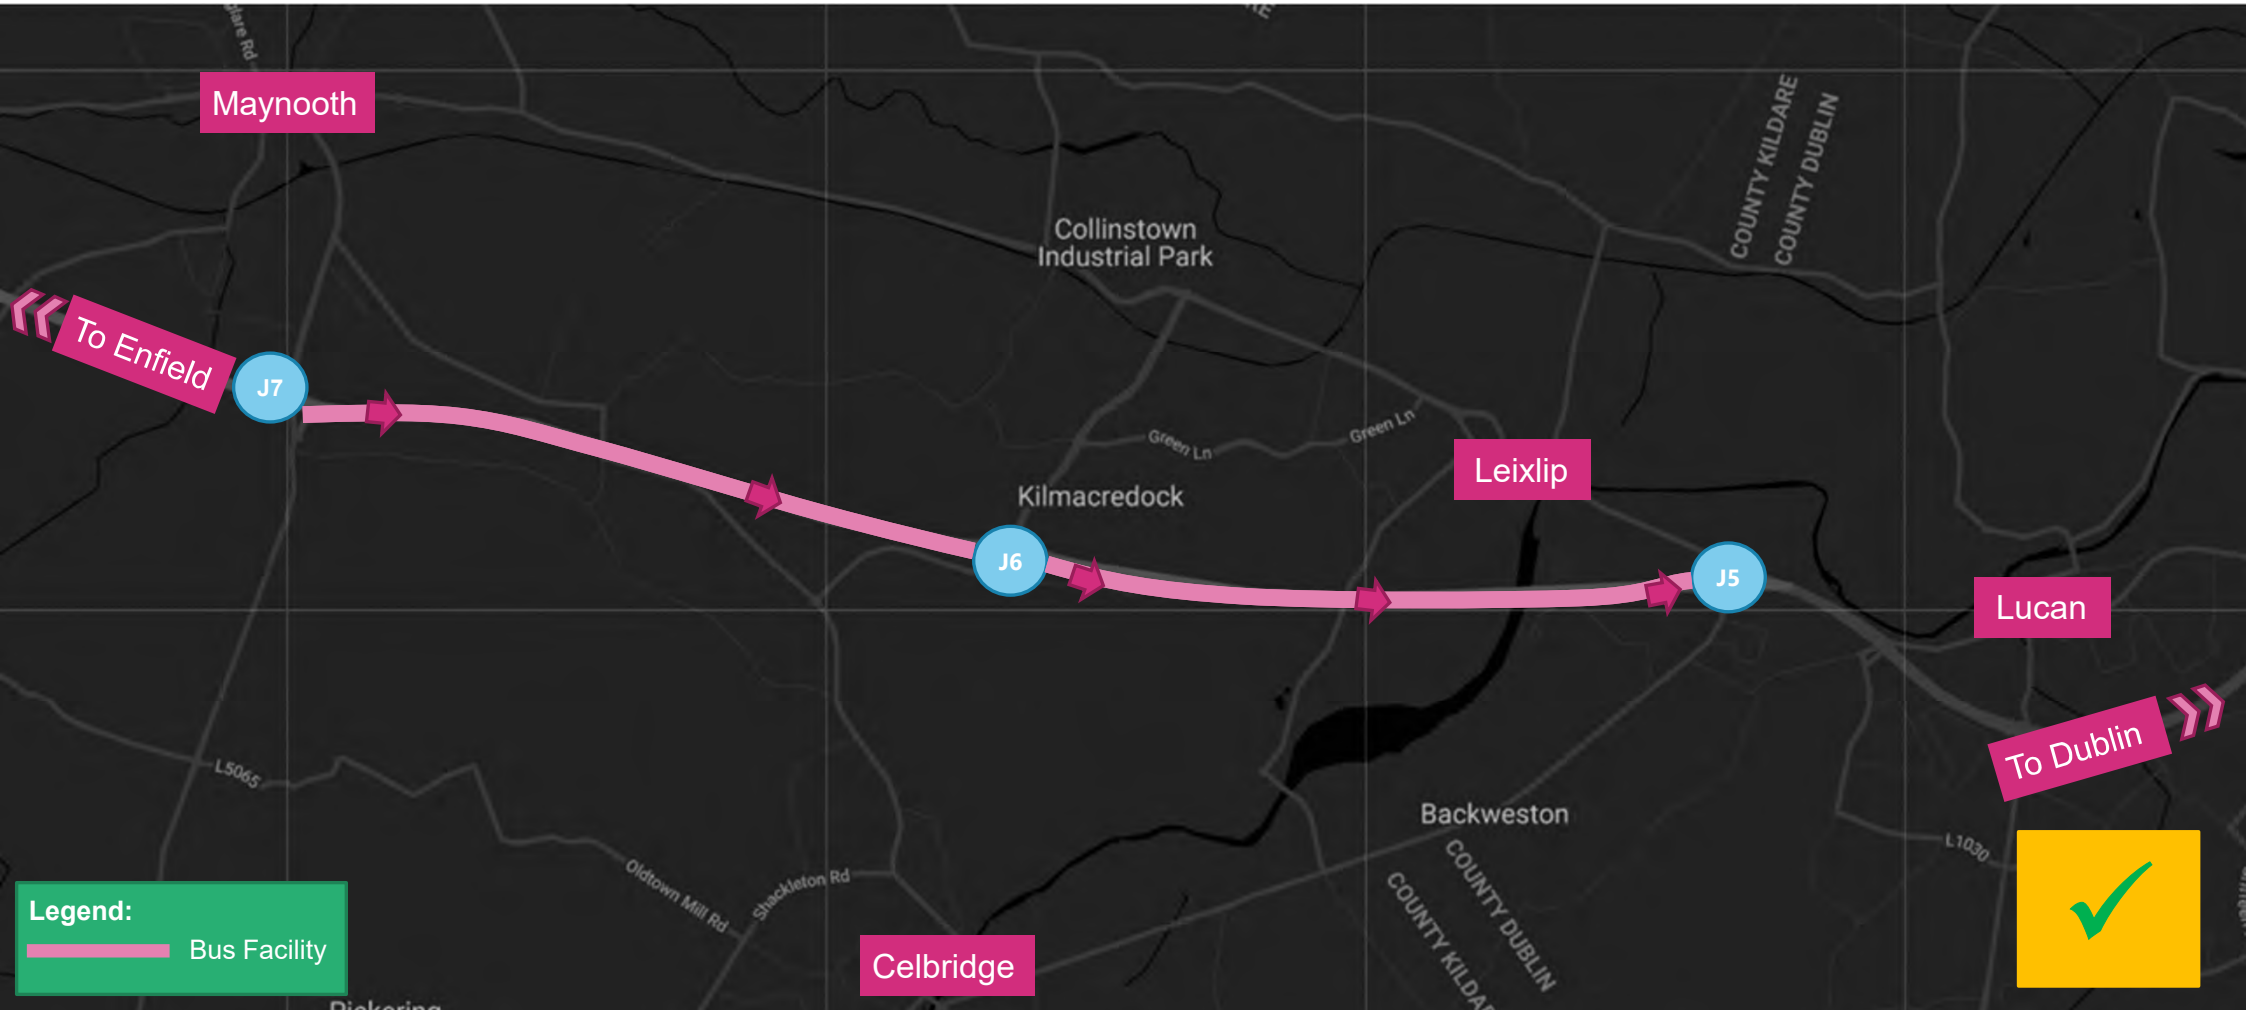 Maynooth
COUNTY KILDARE
COUNTY DUBLIN
Collinstown
Industrial Park
To Enfield
J7
Green Ln
Green Ln
Leixlip
Kilmacredock
J6
J5
Lucan
To Dublin
L5065
Backweston
L1030
Oldtown Mill Rd
Shackleton Rd
COUNTY DUBLIN
Legend:
Bus Facility
Celbridge